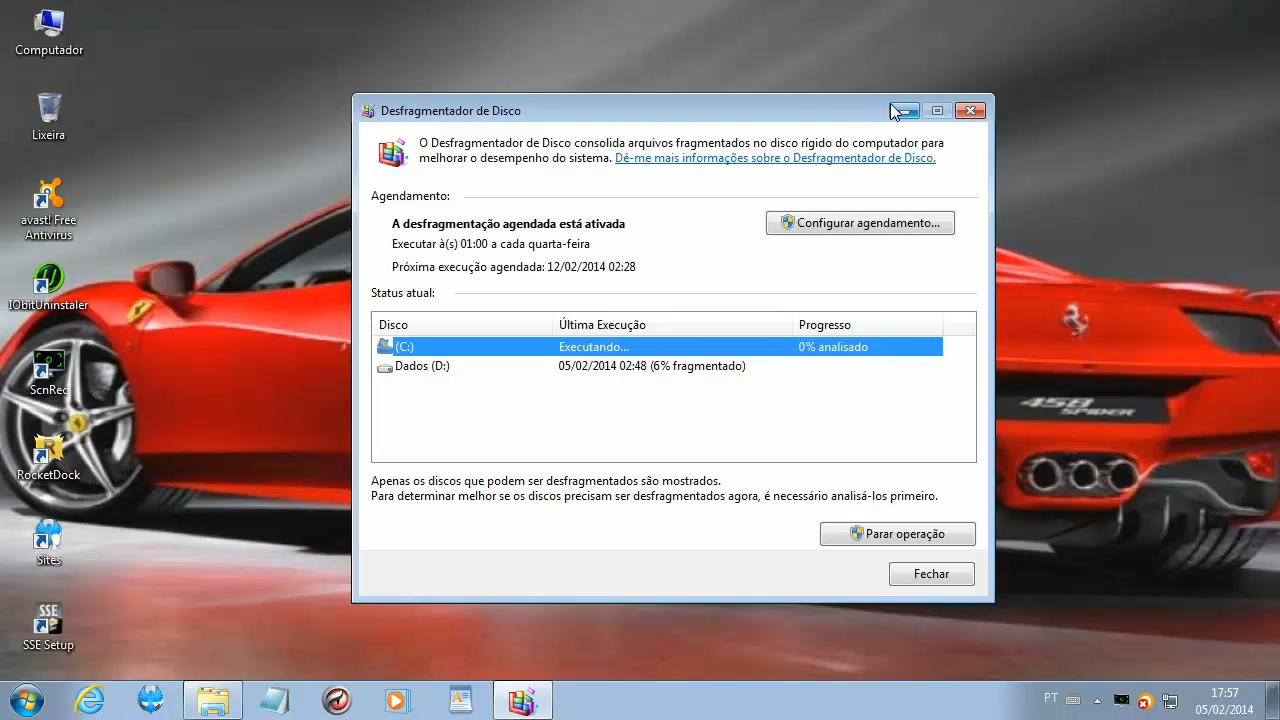 Computador
Lixeira
avast! Free
Antivirus
IObitUninstaler
ScnRec
RocketDock
Sites
SSE
SSE Setup
Desfragmentador de Disco
O Desfragmentador de Disco consolida arquivos fragmentados no disco rígido do computador para
melhorar o desempenho do sistema. Dê-me mais informações sobre o Desfragmentador de Disco.
Agendamento:
A desfragmentação agendada está ativada
Configurar agendamento...
Executar à(s) 01:00 a cada quarta-feira
Próxima execução agendada: 12/02/2014 02:28
Status atual:
Disco Última Execução Progresso
(C:) Executando... 0% analisado
Dados (D:) 05/02/2014 02:48 (6% fragmentado)
Apenas os discos que podem ser desfragmentados são mostrados.
Para determinar melhor se os discos precisam ser desfragmentados agora, é necessário analisá-los primeiro.
Parar operação
Fechar
458
SPIDER
PT
17:57
05/02/2014